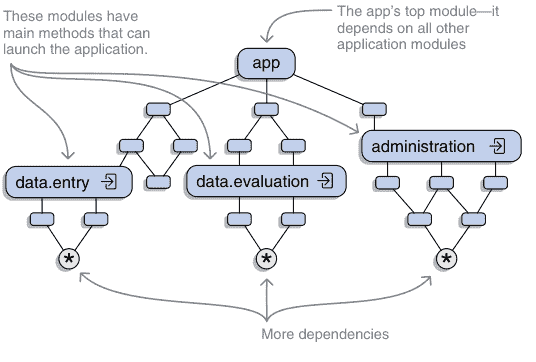 These modules have
main methods that can
launch the application.
The app's top module—it
depends on all other
application modules
app
administration
data.entry
data.evaluation
*
*
*
More dependencies